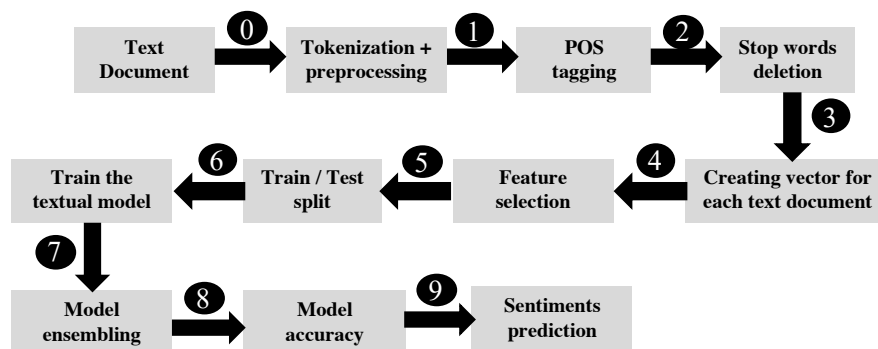 0
Text
Document
1
Tokenization +
preprocessing
2
POS
tagging
Stop words
deletion
3
Creating vector for
each text document
4
Feature
selection
5
Train / Test
split
6
Train the
textual model
7
Model
ensembling
8
Model
accuracy
9
Sentiments
prediction